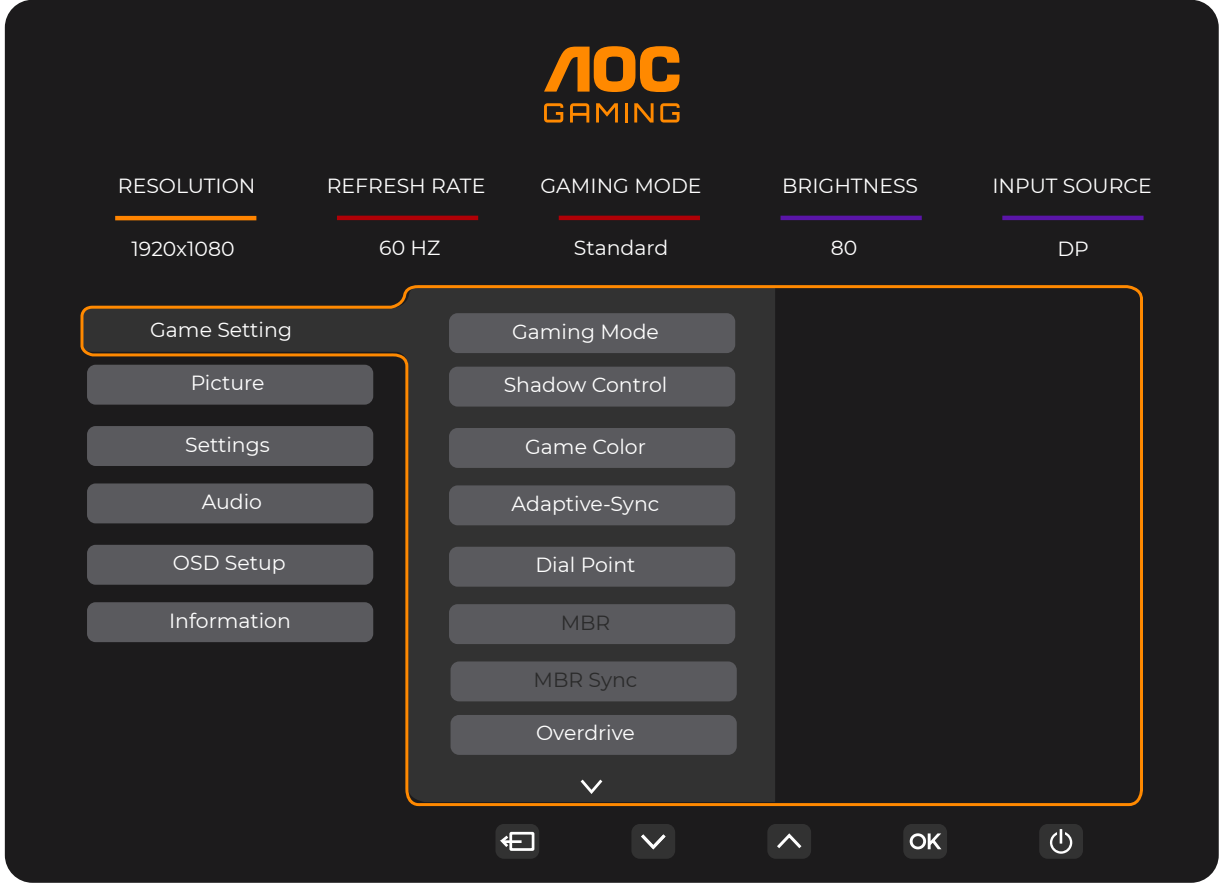 AOC
GAMING
RESOLUTION REFRESH RATE GAMING MODE BRIGHTNESS INPUT SOURCE
1920x1080 60 HZ Standard 80 DP
Game Setting
Picture
Settings
Audio
OSD Setup
Information
Gaming Mode
Shadow Control
Game Color
Adaptive-Sync
Dial Point
MBR
MBR Sync
Overdrive
OK